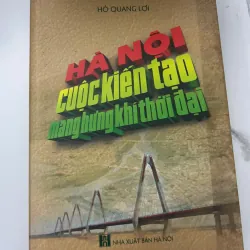 HỒ QUANG LỢI
HÀ NỘI
cuộc kiến tạo
mang hùng khí thời đại
NHÀ XUẤT BẢN HÀ NỘI